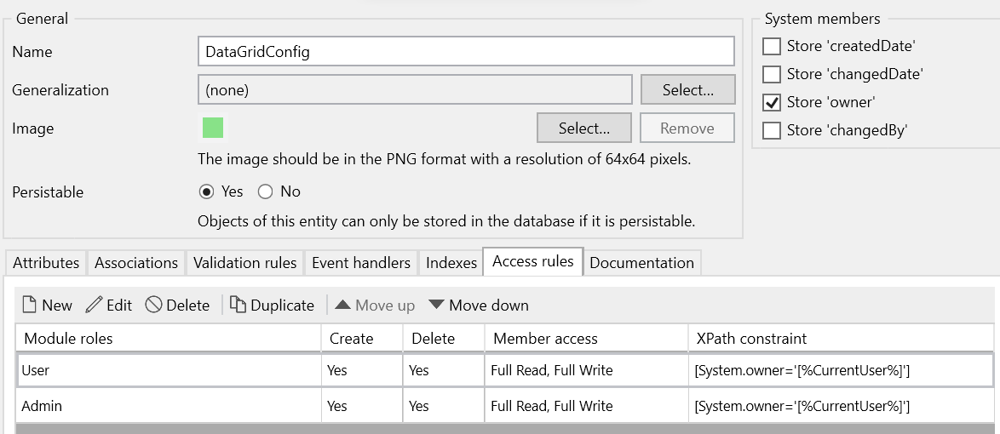 General
Name
DataGridConfig
Generalization
(none)
Select...
Image
Select...
Remove
The image should be in the PNG format with a resolution of 64x64 pixels.
Persistable
Yes
No
Objects of this entity can only be stored in the database if it is persistable.
System members
Store 'createdDate'
Store 'changedDate'
Store 'owner'
Store 'changedBy'
Attributes Associations Validation rules Event handlers Indexes Access rules Documentation
New Edit Delete Duplicate Move up Move down
Module roles Create Delete Member access XPath constraint
User Yes Yes Full Read, Full Write [System.owner='[%CurrentUser%]']
Admin Yes Yes Full Read, Full Write [System.owner='[%CurrentUser%]']